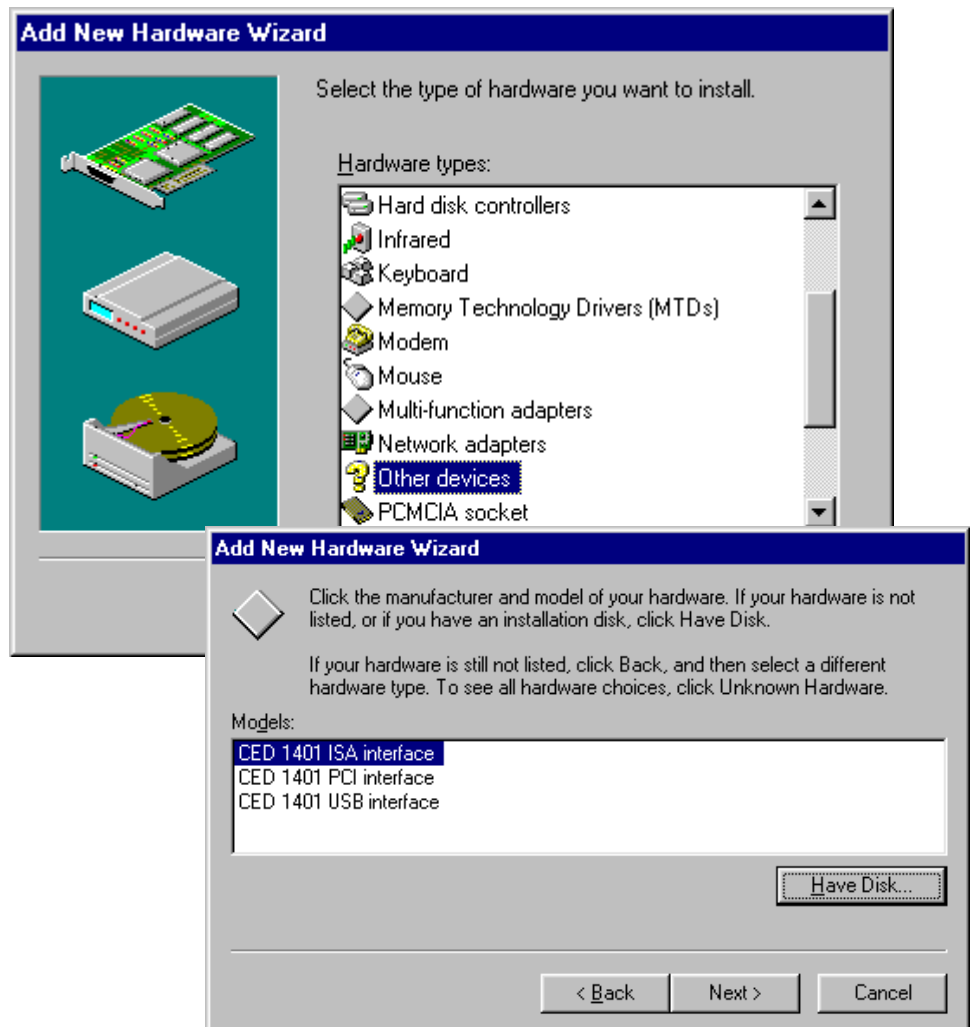 Add New Hardware Wizard
Select the type of hardware you want to install.
Hardware types:
Hard disk controllers
Infrared
Keyboard
Memory Technology Drivers (MTDs)
Modem
Mouse
Multi-function adapters
Network adapters
Other devices
PCMCIA socket
Add New Hardware Wizard
Click the manufacturer and model of your hardware. If your hardware is not
listed, or if you have an installation disk, click Have Disk.
If your hardware is still not listed, click Back, and then select a different
hardware type. To see all hardware choices, click Unknown Hardware.
Models:
CED 1401 ISA interface
CED 1401 PCI interface
CED 1401 USB interface
Have Disk...
< Back
Next >
Cancel